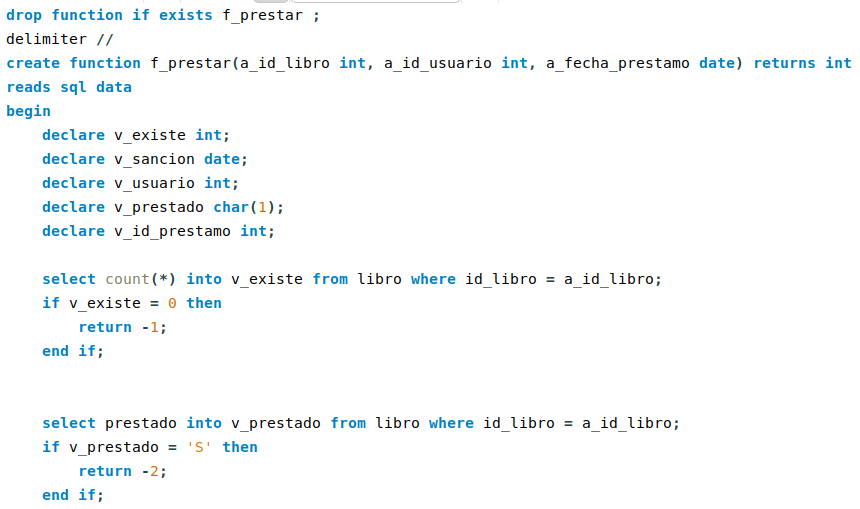 drop function if exists f_prestar ;
delimiter //
create function f_prestar(a_id_libro int, a_id_usuario int, a_fecha_prestamo date) returns int
reads sql data
begin
    declare v_existe int;
    declare v_sancion date;
    declare v_usuario int;
    declare v_prestado char(1);
    declare v_id_prestamo int;

    select count(*) into v_existe from libro where id_libro = a_id_libro;
    if v_existe = 0 then
        return -1;
    end if;


    select prestado into v_prestado from libro where id_libro = a_id_libro;
    if v_prestado = 'S' then
        return -2;
    end if;